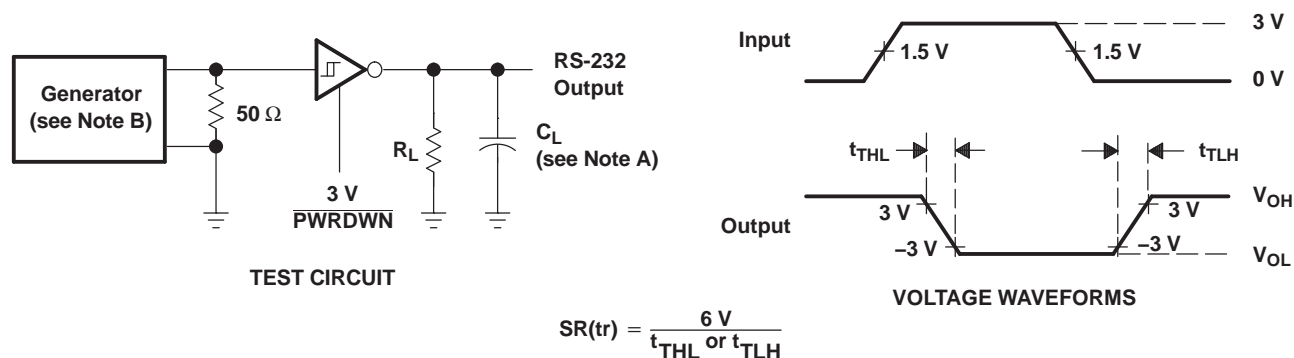 Generator
(see Note B)
50 Ω
3 V
PWRDWN
R_L
C_L
(see Note A)
RS-232
Output
TEST CIRCUIT
Input
1.5 V
1.5 V
3 V
0 V
t_THL
t_TLH
Output
3 V
–3 V
3 V
–3 V
V_OH
V_OL
VOLTAGE WAVEFORMS
SR(tr) = 6 V / t_THL or t_TLH